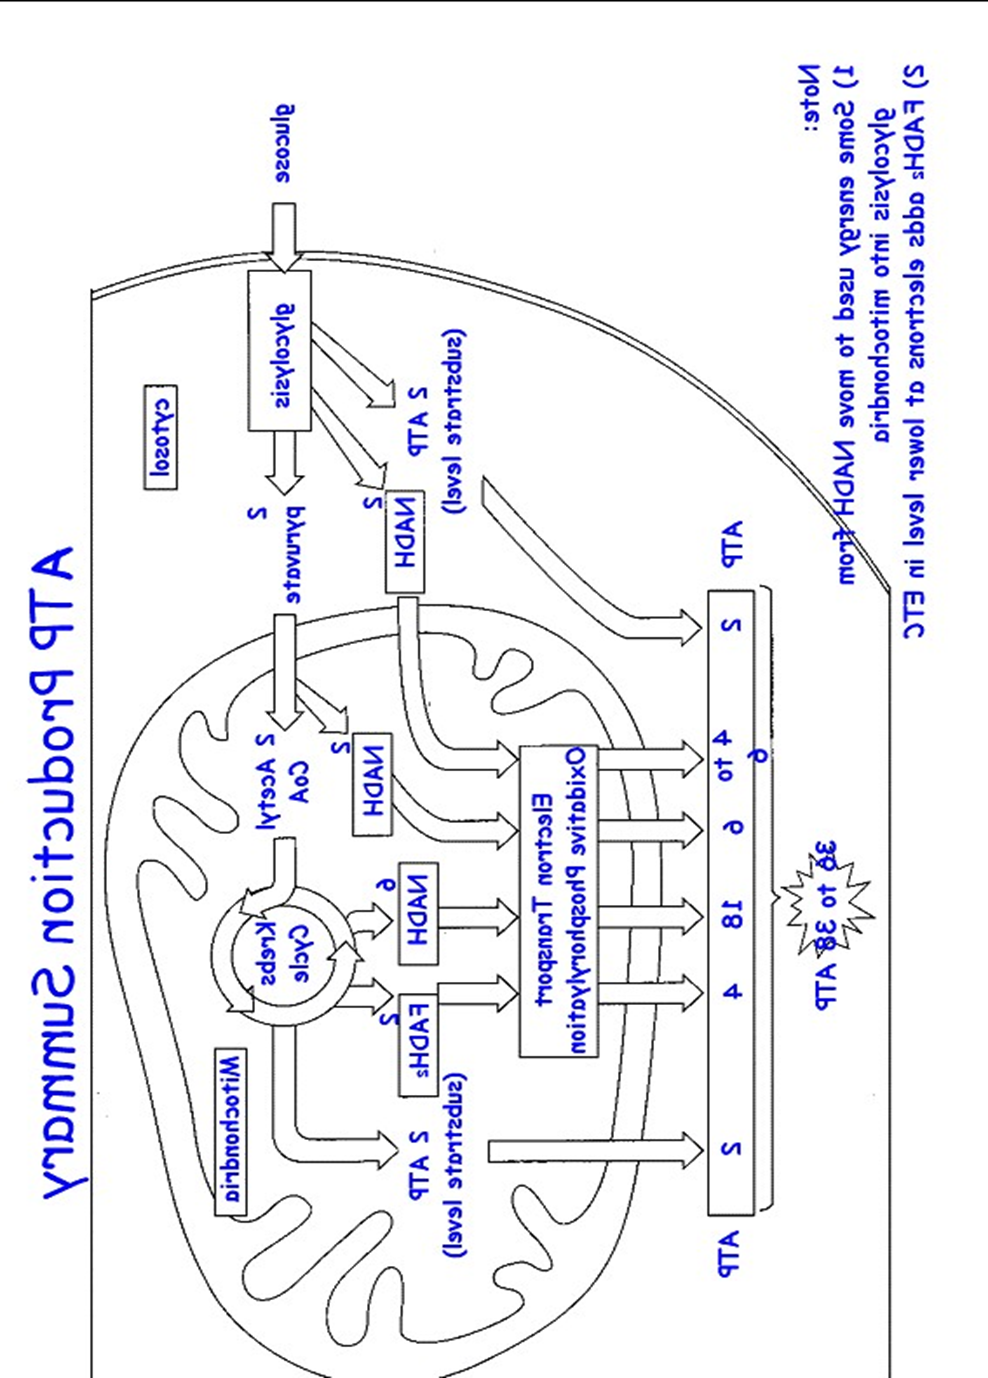 ATP Production Summary
cytosol
glucose
glycolysis
2 ATP
(substrate level)
2
NADH
2
pyruvate
2 Acetyl
CoA
2
NADH
Krebs
Cycle
6
NADH
2
FADH₂
Mitochondria
2 ATP
(substrate level)
Electron Transport
Oxidative Phosphorylation
ATP
2
4 to
6
6
18
4
2
ATP
36 to 38 ATP
Note:
1) Some energy used to move NADH from
glycolysis into mitochondria
2) FADH₂ adds electrons at lower level in ETC